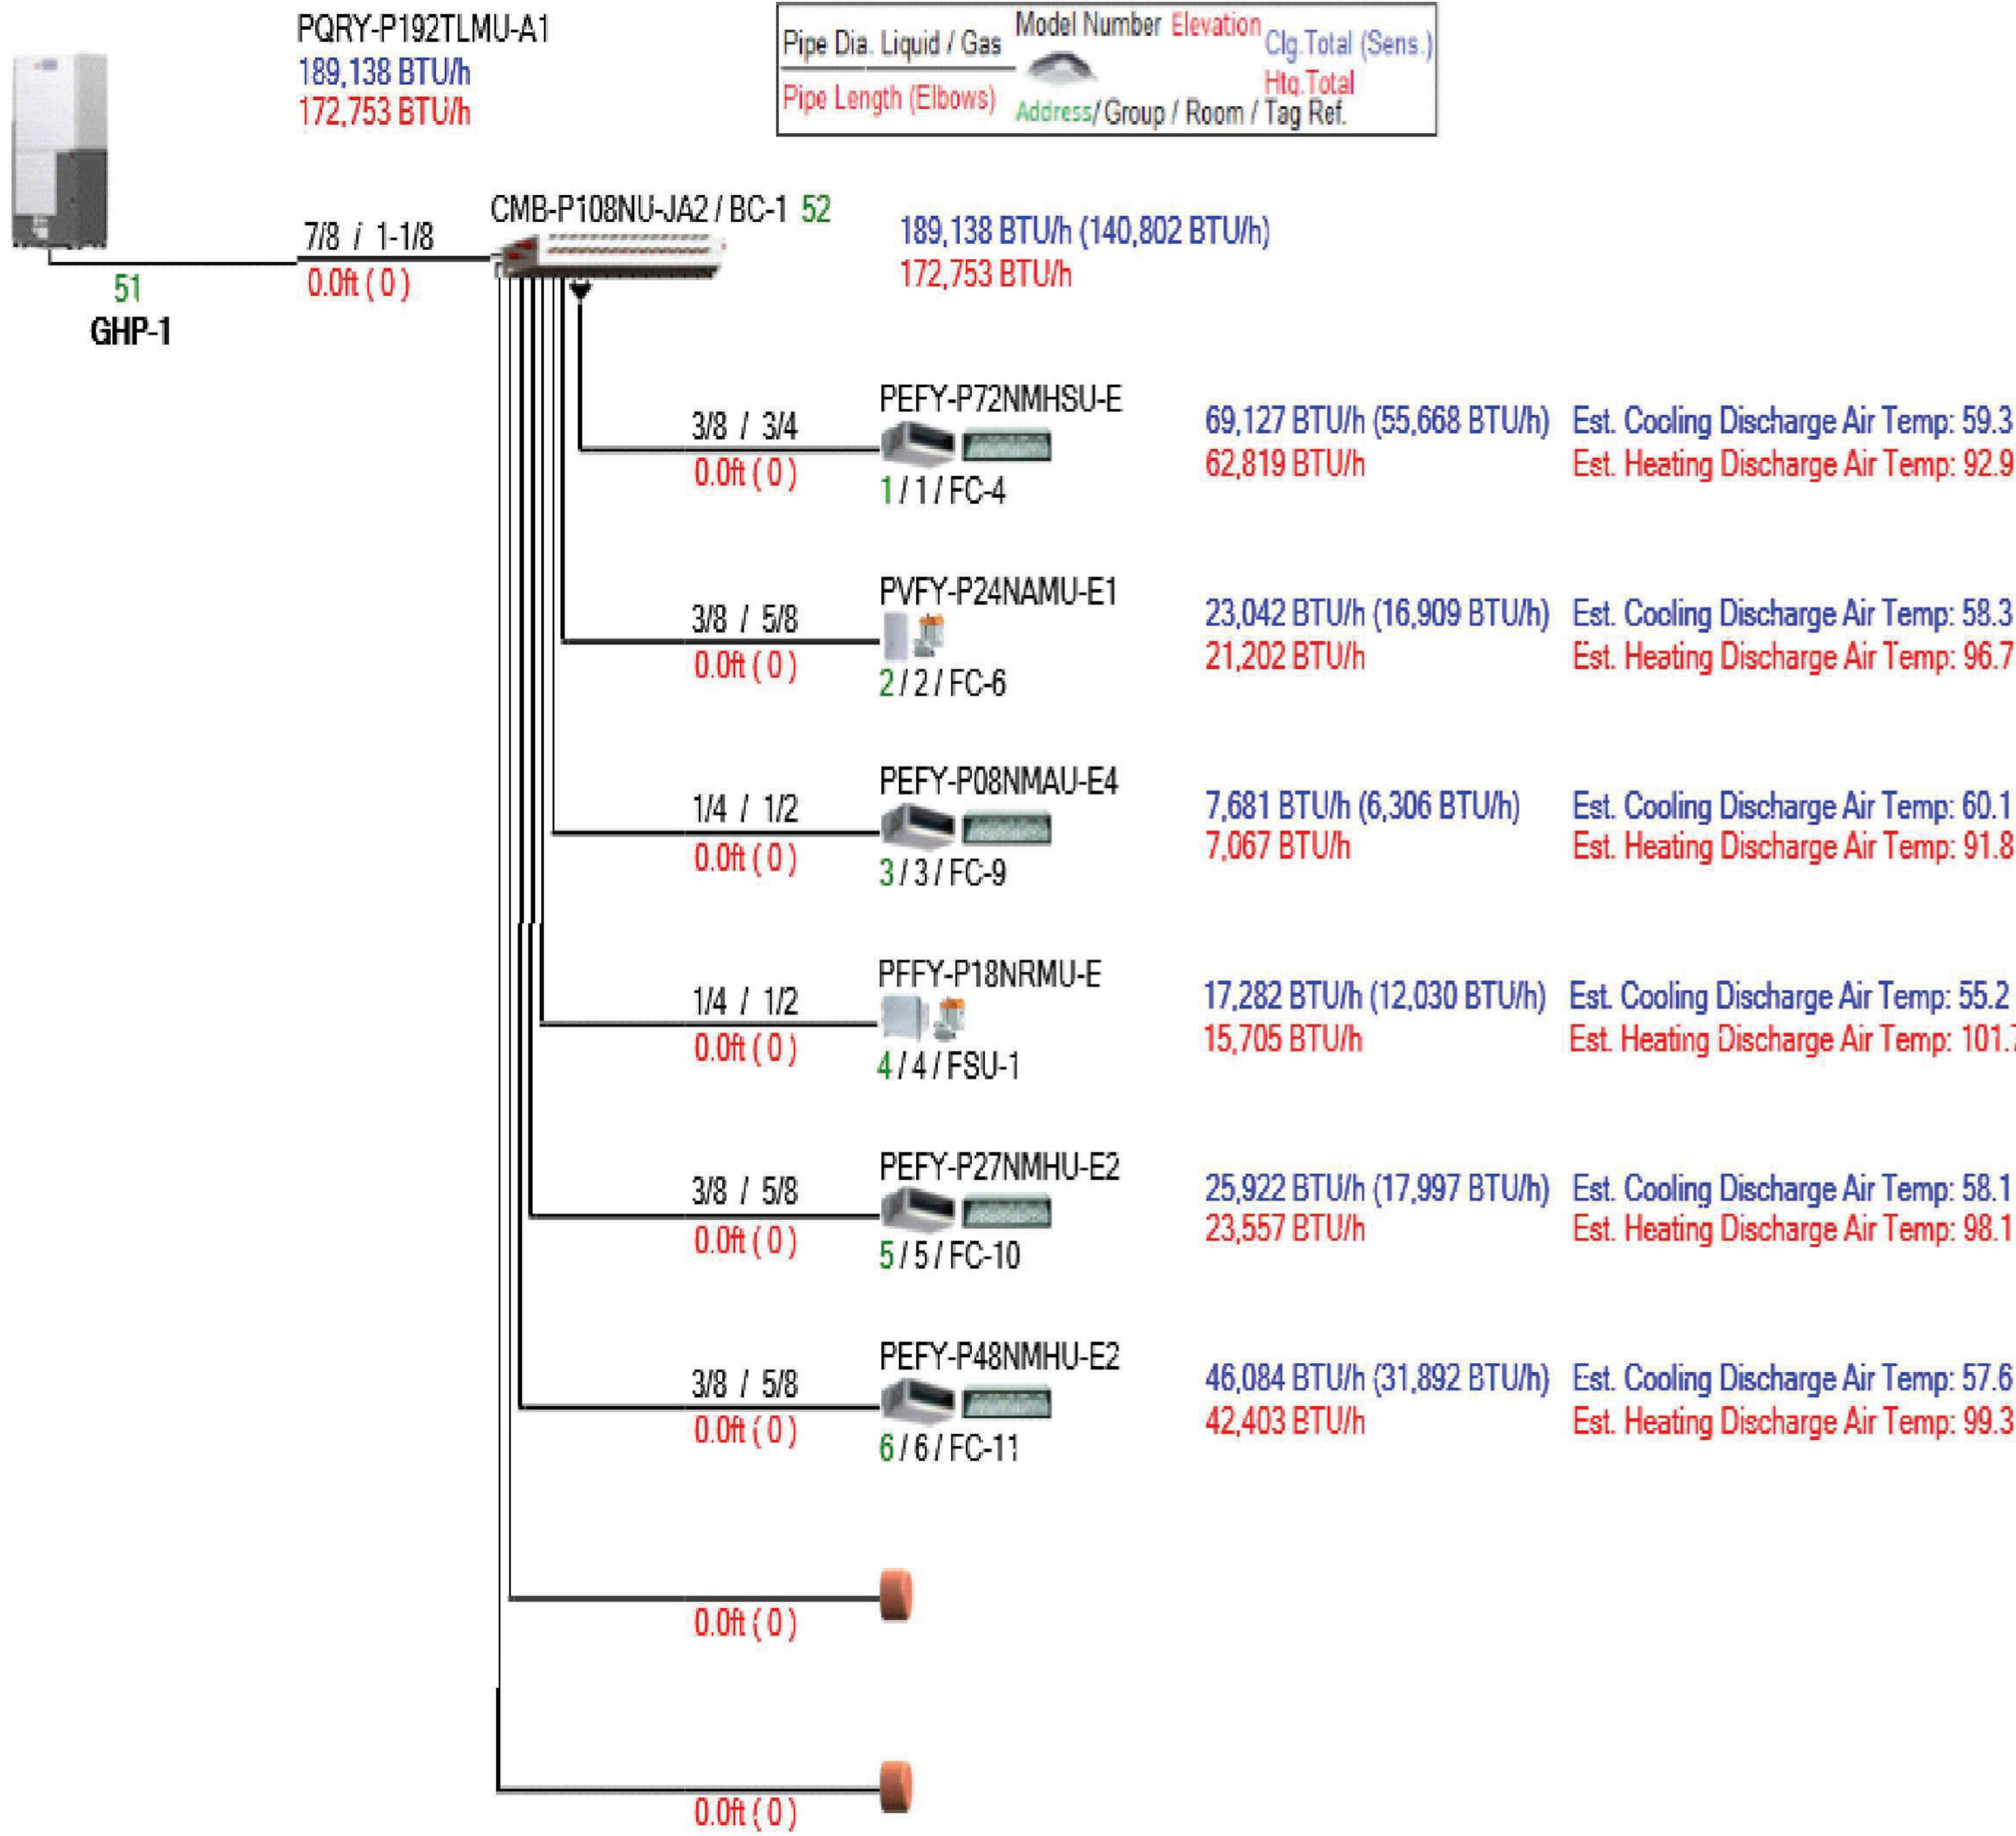 PQRY-P192TLMU-A1
189,138 BTU/h
172,753 BTU/h
Pipe Dia. Liquid / Gas
Pipe Length (Elbows)
Model Number Elevation
Clg.Total (Sens.)
Htg.Total
Address/ Group / Room / Tag Ref.
CMB-P108NU-JA2 / BC-1 52
7/8 / 1-1/8
0.0ft ( 0 )
51
GHP-1
189,138 BTU/h (140,802 BTU/h)
172,753 BTU/h
PEFY-P72NMHSU-E
3/8 / 3/4
0.0ft ( 0 )
1 / 1 / FC-4
69,127 BTU/h (55,668 BTU/h) Est. Cooling Discharge Air Temp: 59.3
62,819 BTU/h Est. Heating Discharge Air Temp: 92.9
PVFY-P24NAMU-E1
3/8 / 5/8
0.0ft ( 0 )
2 / 2 / FC-6
23,042 BTU/h (16,909 BTU/h) Est. Cooling Discharge Air Temp: 58.3
21,202 BTU/h Est. Heating Discharge Air Temp: 96.7
PEFY-P08NMAU-E4
1/4 / 1/2
0.0ft ( 0 )
3 / 3 / FC-9
7,681 BTU/h (6,306 BTU/h) Est. Cooling Discharge Air Temp: 60.1
7,067 BTU/h Est. Heating Discharge Air Temp: 91.8
PFFY-P18NRMU-E
1/4 / 1/2
0.0ft ( 0 )
4 / 4 / FSU-1
17,282 BTU/h (12,030 BTU/h) Est. Cooling Discharge Air Temp: 55.2
15,705 BTU/h Est. Heating Discharge Air Temp: 101.7
PEFY-P27NMHU-E2
3/8 / 5/8
0.0ft ( 0 )
5 / 5 / FC-10
25,922 BTU/h (17,997 BTU/h) Est. Cooling Discharge Air Temp: 58.1
23,557 BTU/h Est. Heating Discharge Air Temp: 98.1
PEFY-P48NMHU-E2
3/8 / 5/8
0.0ft ( 0 )
6 / 6 / FC-11
46,084 BTU/h (31,892 BTU/h) Est. Cooling Discharge Air Temp: 57.6
42,403 BTU/h Est. Heating Discharge Air Temp: 99.3
0.0ft ( 0 )
0.0ft ( 0 )